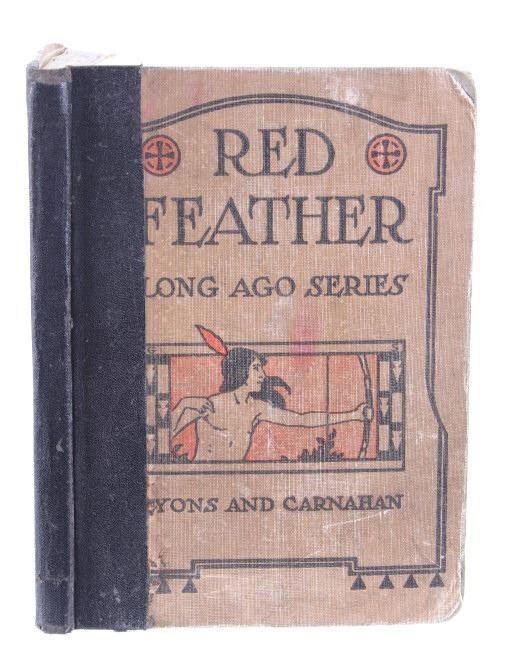 RED
FEATHER
LONG AGO SERIES
LYONS AND CARNAHAN